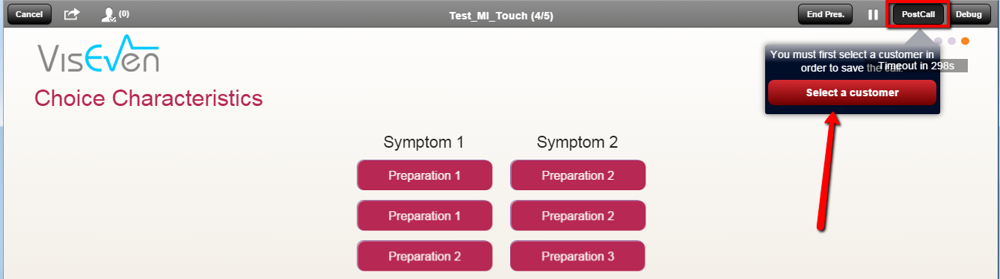 Cancel
(0)
Test_MI_Touch (4/5)
End Pres.
PostCall
Debug
VisEven
You must first select a customer in
order to save the call.
Timeout in 298s
Select a customer
Choice Characteristics
Symptom 1
Symptom 2
Preparation 1
Preparation 2
Preparation 1
Preparation 2
Preparation 2
Preparation 3